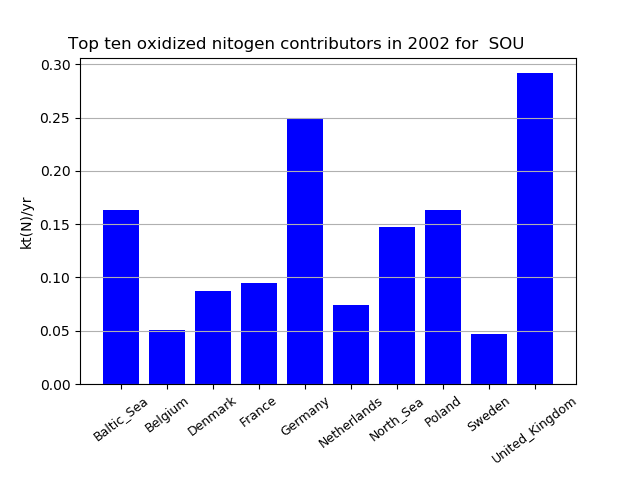 Top ten oxidized nitogen contributors in 2002 for  SOU
0.30
0.25
0.20
0.15
0.10
0.05
0.00
kt(N)/yr
Baltic_Sea
Belgium
Denmark
France
Germany
Netherlands
North_Sea
Poland
Sweden
United_Kingdom